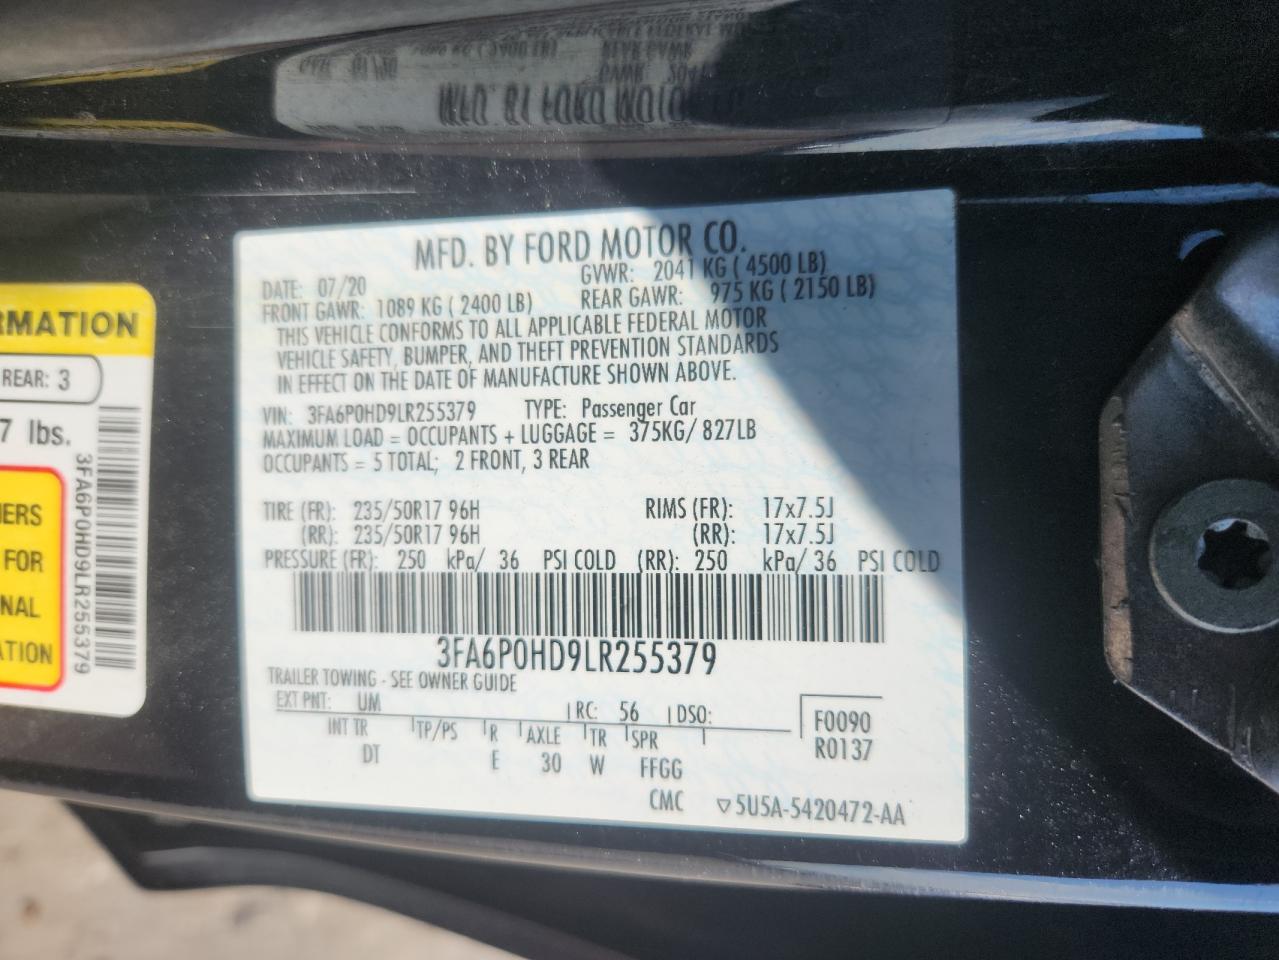 MFD. BY FORD MOTOR CO.
DATE: 07/20 GVWR: 2041 KG ( 4500 LB)
FRONT GAWR: 1089 KG ( 2400 LB) REAR GAWR: 975 KG ( 2150 LB)
THIS VEHICLE CONFORMS TO ALL APPLICABLE FEDERAL MOTOR
VEHICLE SAFETY, BUMPER, AND THEFT PREVENTION STANDARDS
IN EFFECT ON THE DATE OF MANUFACTURE SHOWN ABOVE.
VIN: 3FA6P0HD9LR255379 TYPE: Passenger Car
MAXIMUM LOAD = OCCUPANTS + LUGGAGE = 375KG/ 827LB
OCCUPANTS = 5 TOTAL; 2 FRONT, 3 REAR
TIRE (FR): 235/50R17 96H RIMS (FR): 17x7.5J
(RR): 235/50R17 96H (RR): 17x7.5J
PRESSURE (FR): 250 kPa/ 36 PSI COLD (RR): 250 kPa/ 36 PSI COLD
3FA6P0HD9LR255379
TRAILER TOWING - SEE OWNER GUIDE
EXT PNT: UM RC: 56 DSO:
INT TR TP/PS R AXLE TR SPR
DT E 30 W FFGG
F0090
R0137
CMC ▽5U5A-5420472-AA
RMATION
REAR: 3
7 lbs.
ERS
FOR
NAL
ATION
3FA6P0HD9LR255379